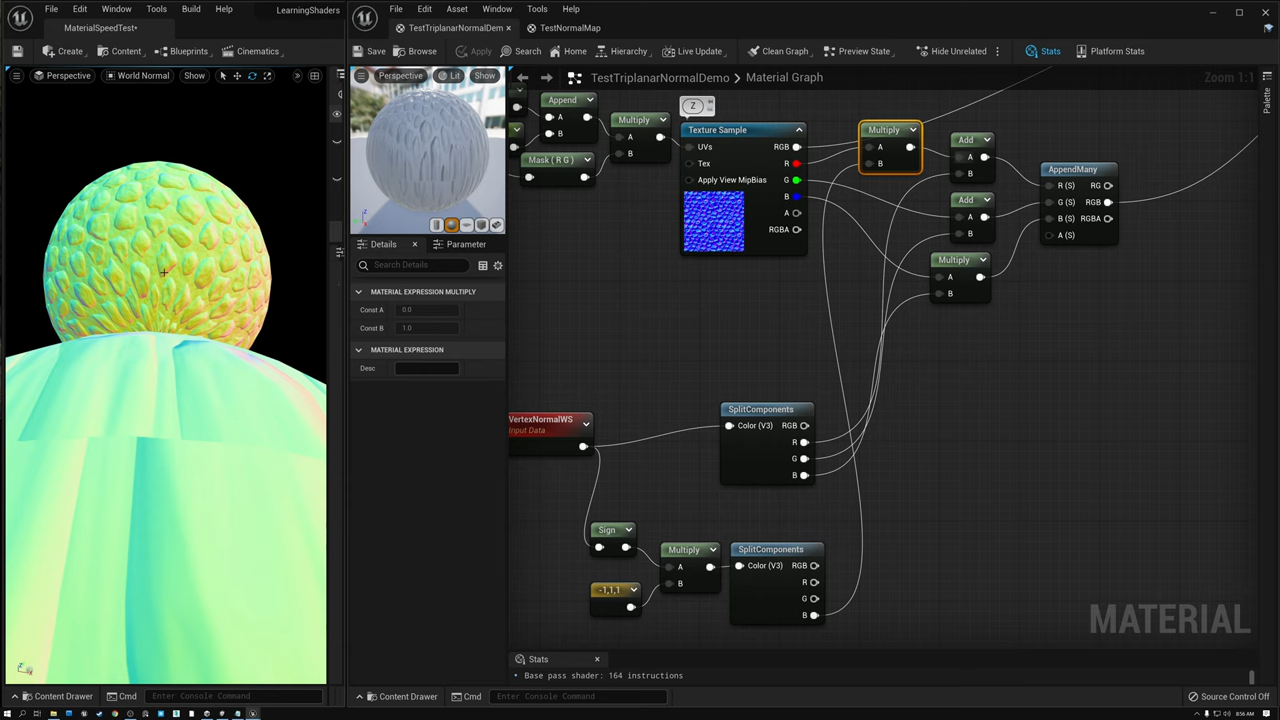 File Edit Window Tools Build Help LearningShaders
MaterialSpeedTest•
Create Content Blueprints Cinematics
Perspective World Normal Show
Content Drawer Cmd Enter Console Command
File Edit Asset Window Tools Help
TestTriplanarNormalDem × TestNormalMap
Save Browse Apply Search Home Hierarchy Live Update Clean Graph Preview State Hide Unrelated Stats Platform Stats
Perspective Lit Show
Details × Parameter
Search Details
MATERIAL EXPRESSION MULTIPLY
Const A 0.0
Const B 1.0
MATERIAL EXPRESSION
Desc
TestTriplanarNormalDemo > Material Graph Zoom 1:1
Palette
Append
A
B
Mask ( R G )
Multiply
A
B
Z
Texture Sample
UVs RGB
Tex R
Apply View MipBias G
B
A
RGBA
Multiply
A
B
Add
A
B
Add
A
B
Multiply
A
B
AppendMany
R (S) RG
G (S) RGB
B (S) RGBA
A (S)
VertexNormalWS
Input Data
SplitComponents
Color (V3) RGB
R
G
B
Sign
-1,1,1
Multiply
A
B
SplitComponents
Color (V3) RGB
R
G
B
MATERIAL
Stats ×
• Base pass shader: 164 instructions
Content Drawer Cmd Enter Console Command Source Control Off
8:56 AM